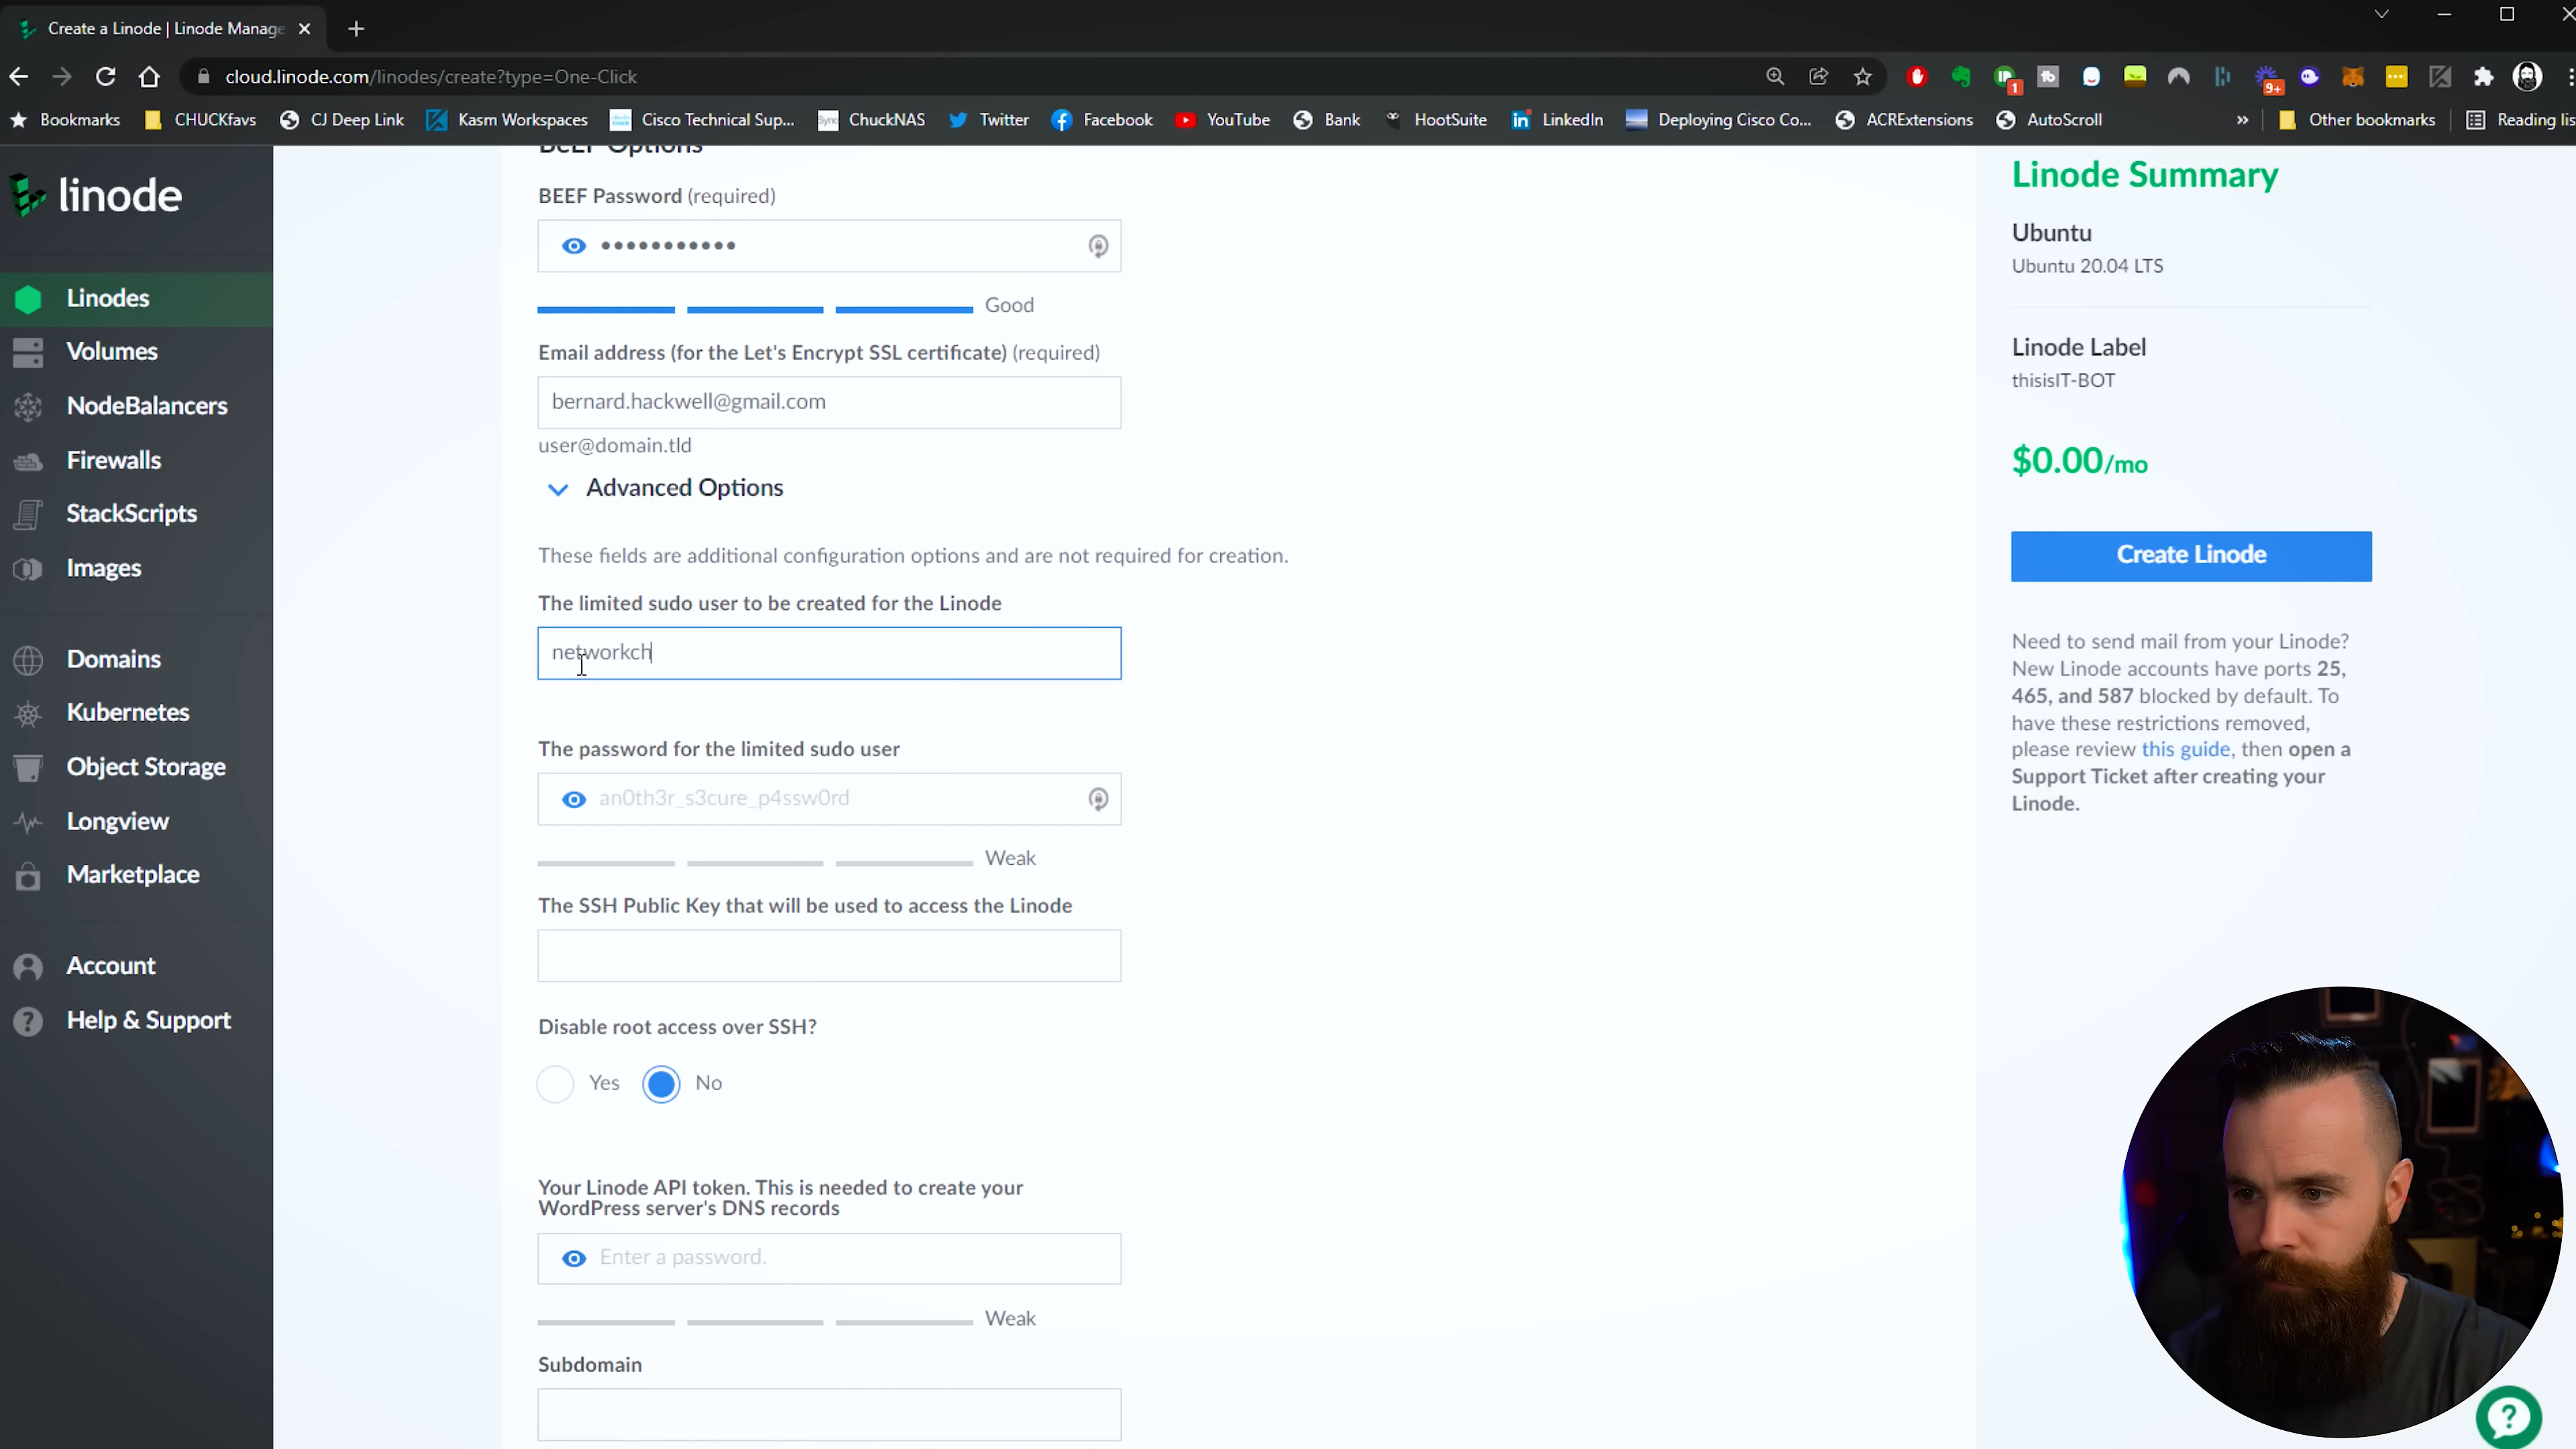 Create a Linode | Linode Manage
cloud.linode.com/linodes/create?type=One-Click
1
9+
Bookmarks
CHUCKfavs
CJ Deep Link
Kasm Workspaces
Cisco Technical Sup...
ChuckNAS
Twitter
Facebook
YouTube
Bank
HootSuite
LinkedIn
Deploying Cisco Co...
ACRExtensions
AutoScroll
»
Other bookmarks
Reading lis
linode
Linodes
Volumes
NodeBalancers
Firewalls
StackScripts
Images
Domains
Kubernetes
Object Storage
Longview
Marketplace
Account
Help & Support
BeEF Options
BEEF Password (required)
•••••••••••
Good
Email address (for the Let's Encrypt SSL certificate) (required)
bernard.hackwell@gmail.com
user@domain.tld
Advanced Options
These fields are additional configuration options and are not required for creation.
The limited sudo user to be created for the Linode
networkch
The password for the limited sudo user
an0th3r_s3cure_p4ssw0rd
Weak
The SSH Public Key that will be used to access the Linode
Disable root access over SSH?
Yes
No
Your Linode API token. This is needed to create your
WordPress server's DNS records
Enter a password.
Weak
Subdomain
Linode Summary
Ubuntu
Ubuntu 20.04 LTS
Linode Label
thisisIT-BOT
$0.00/mo
Create Linode
Need to send mail from your Linode?
New Linode accounts have ports 25,
465, and 587 blocked by default. To
have these restrictions removed,
please review this guide, then open a
Support Ticket after creating your
Linode.